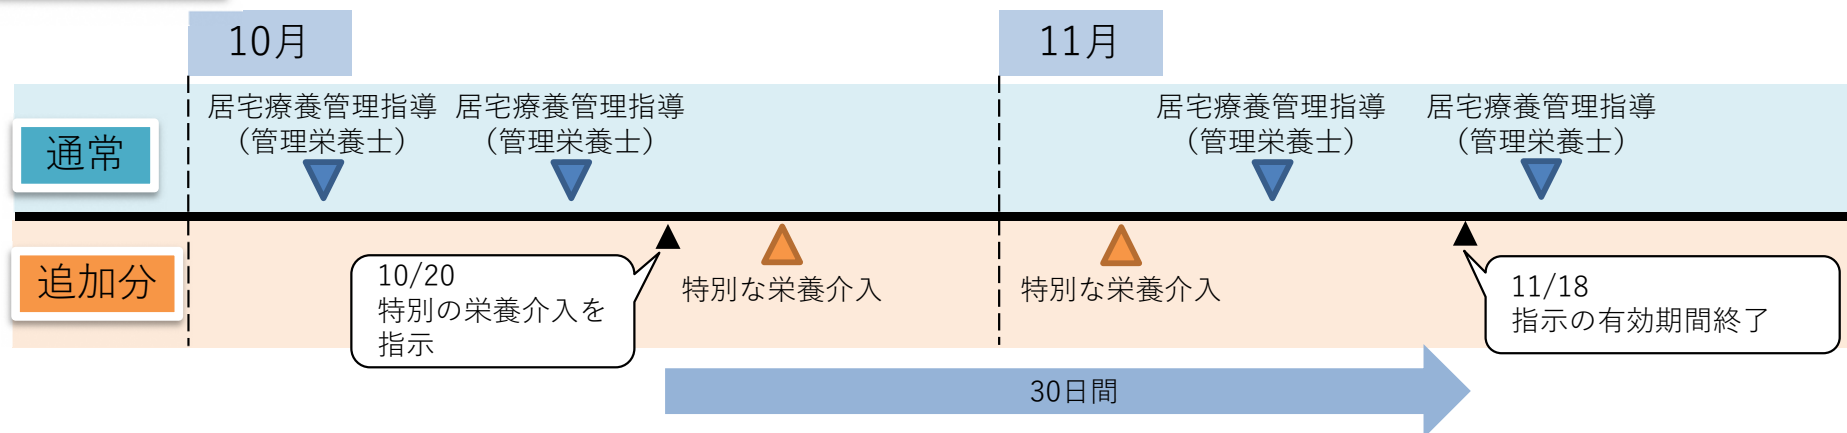 10月
11月
通常
居宅療養管理指導
(管理栄養士)
居宅療養管理指導
(管理栄養士)
居宅療養管理指導
(管理栄養士)
居宅療養管理指導
(管理栄養士)
追加分
10/20
特別の栄養介入を
指示
特別な栄養介入
特別な栄養介入
11/18
指示の有効期間終了
30日間